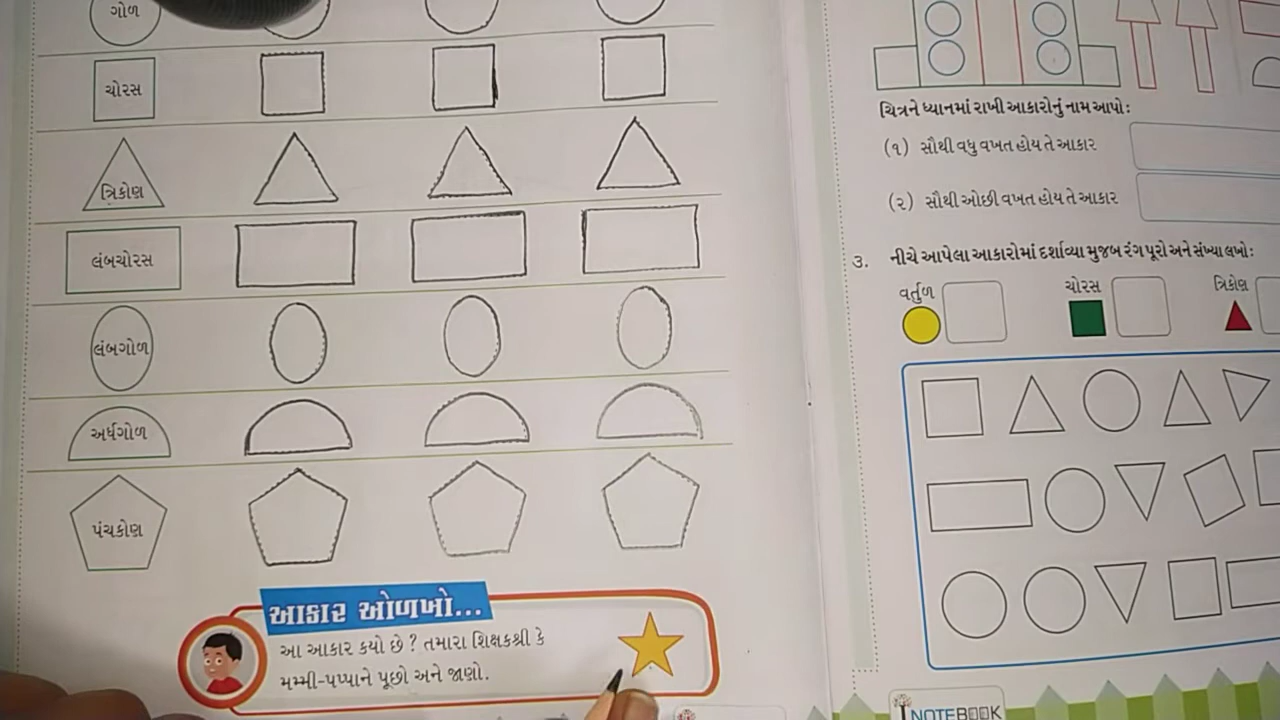 ગોળ
ચોરસ
ત્રિકોણ
લંબચોરસ
લંબગોળ
અર્ધગોળ
પંચકોણ
આકાર ઓળખો...
આ આકાર કયો છે ? તમારા શિક્ષકશ્રી કે
મમ્મી-પપ્પાને પૂછો અને જાણો.
ચિત્રને ધ્યાનમાં રાખી આકારોનું નામ આપો :
(૧) સૌથી વધુ વખત હોય તે આકાર
(૨) સૌથી ઓછી વખત હોય તે આકાર
૩. નીચે આપેલા આકારોમાં દર્શાવ્યા મુજબ રંગ પૂરો અને સંખ્યા લખો :
વર્તુળ ચોરસ ત્રિકોણ
NOTEBOOK